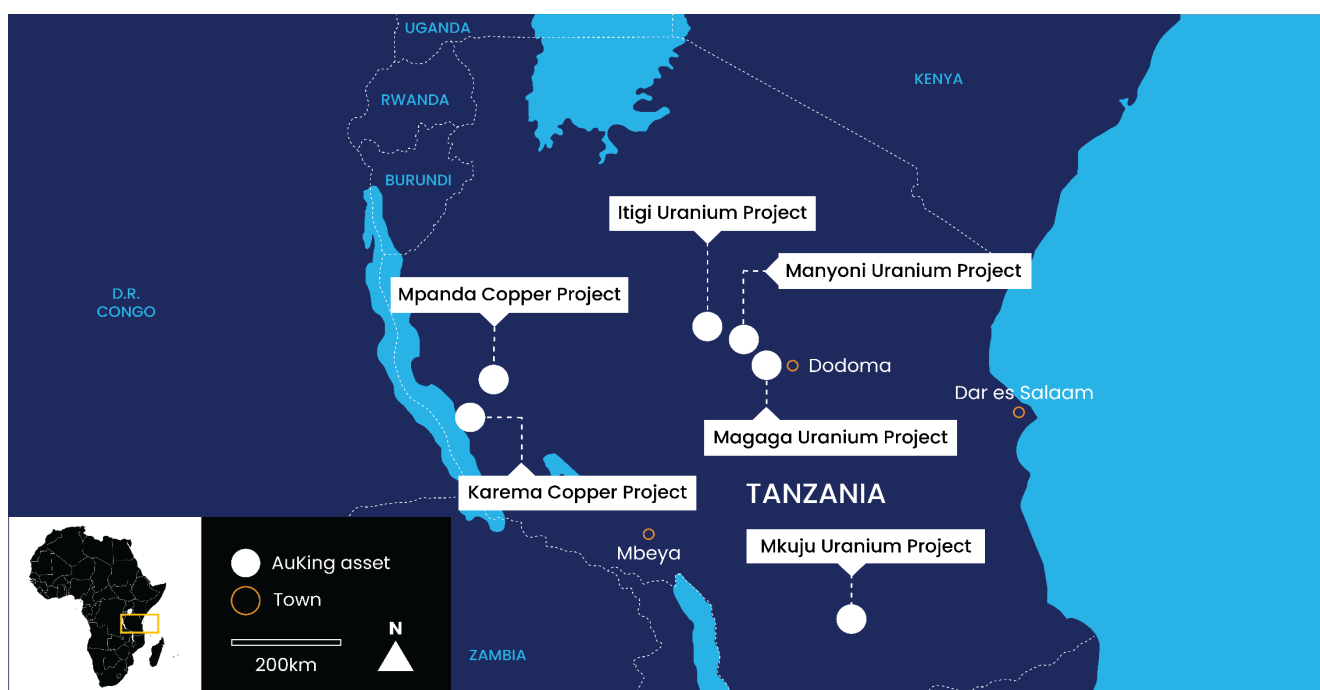 UGANDA
KENYA
RWANDA
BURUNDI
Itigi Uranium Project
Manyoni Uranium Project
Mpanda Copper Project
D.R.
CONGO
Dodoma
Dar es Salaam
Magaga Uranium Project
Karema Copper Project
TANZANIA
Mbeya
Mkuju Uranium Project
AuKing asset
Town
200km
N
ZAMBIA